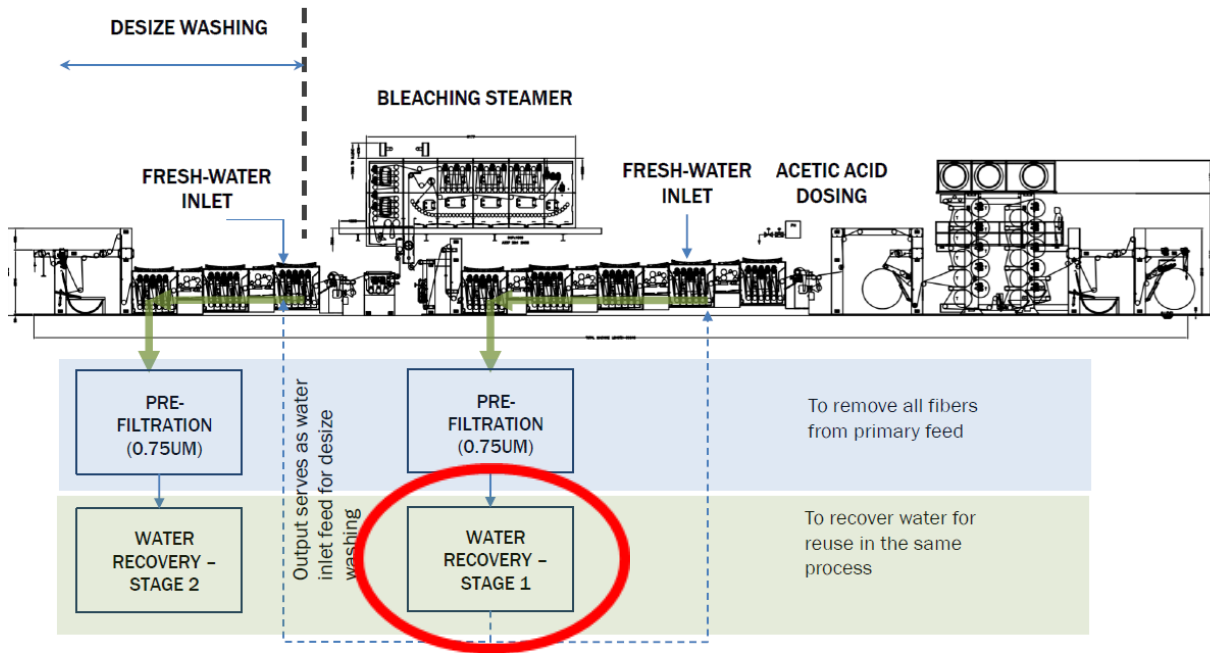 DESIZE WASHING
BLEACHING STEAMER
FRESH-WATER
INLET
FRESH-WATER
INLET
ACETIC ACID
DOSING
PRE-
FILTRATION
(0.75UM)
Output serves as water
inlet feed for desize
washing
PRE-
FILTRATION
(0.75UM)
To remove all fibers
from primary feed
WATER
RECOVERY –
STAGE 2
WATER
RECOVERY –
STAGE 1
To recover water for
reuse in the same
process